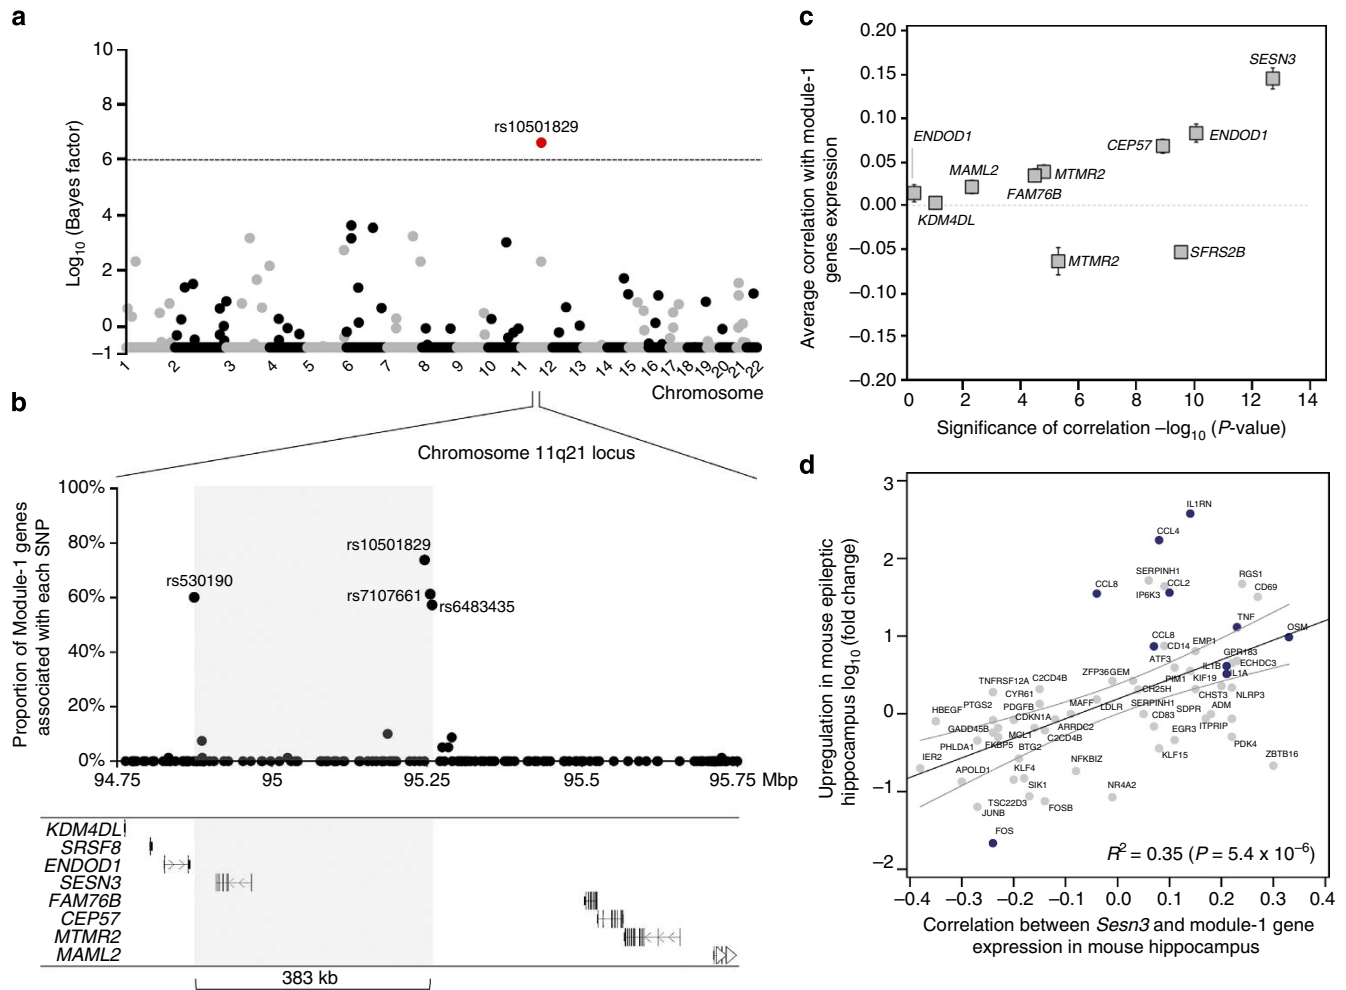 a
10
8
6
4
2
0
–1
Log10 (Bayes factor)
rs10501829
1 2 3 4 5 6 7 8 9 10 11 12 13 14 15 16 17 18 19 20 21 22
Chromosome
b
Chromosome 11q21 locus
100%
80%
60%
40%
20%
0%
Proportion of Module-1 genes
associated with each SNP
rs530190
rs10501829
rs7107661
rs6483435
94.75 95 95.25 95.5 95.75 Mbp
KDM4DL
SRSF8
ENDOD1
SESN3
FAM76B
CEP57
MTMR2
MAML2
383 kb
c
0.20
0.15
0.10
0.05
0.00
–0.05
–0.10
–0.15
–0.20
Average correlation with module-1
genes expression
SESN3
ENDOD1
CEP57
ENDOD1
MAML2
MTMR2
FAM76B
KDM4DL
MTMR2
SFRS2B
0 2 4 6 8 10 12 14
Significance of correlation –log10 (P-value)
d
3
2
1
0
–1
–2
Upregulation in mouse epileptic
hippocampus log10 (fold change)
IL1RN
CCL4
SERPINH1
RGS1
CCL8
CCL2
CD69
IP6K3
TNF
OSM
CCL8
CD14
EMP1
GPR183
ATF3
IL1B
ECHDC3
ZFP36
GEM
PIM1
KIF19
IL1A
TNFRSF12A
C2CD4B
CH25H
CHST3
NLRP3
CYR61
PTGS2
PDGFB
MAFF
LDLR
SERPINH1
SDPR
ADM
HBEGF
CDKN1A
CD83
ITPRIP
GADD45B
ARRDC2
EGR3
MCL1
C2CD4B
PHLDA1
FKBP5
BTG2
KLF15
PDK4
IER2
NFKBIZ
ZBTB16
APOLD1
KLF4
SIK1
NR4A2
TSC22D3
JUNB
FOSB
FOS
R2 = 0.35 (P = 5.4 x 10–6)
–0.4 –0.3 –0.2 –0.1 0.0 0.1 0.2 0.3 0.4
Correlation between Sesn3 and module-1 gene
expression in mouse hippocampus